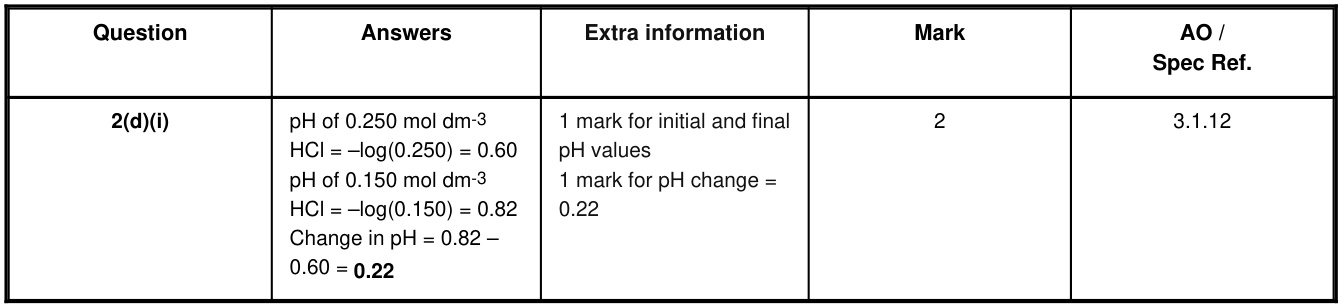 Question Answers Extra information Mark AO /
Spec Ref.
2(d)(i) pH of 0.250 mol dm-3 1 mark for initial and final 2 3.1.12
HCl = –log(0.250) = 0.60 pH values
pH of 0.150 mol dm-3 1 mark for pH change =
HCl = –log(0.150) = 0.82 0.22
Change in pH = 0.82 –
0.60 = 0.22